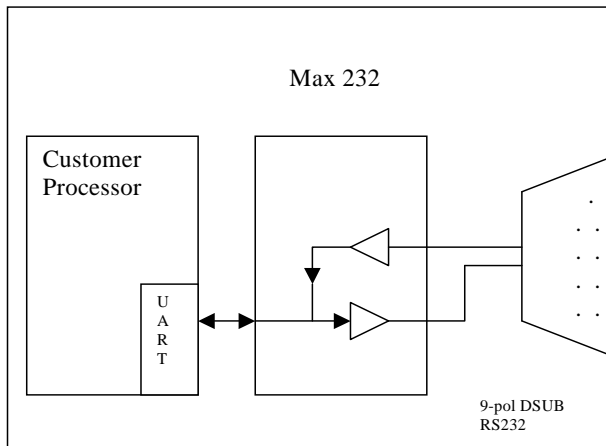 Max 232
Customer
Processor
U
A
R
T
9-pol DSUB
RS232